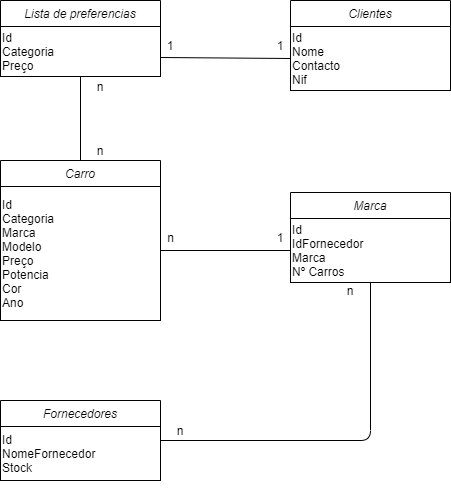 Lista de preferencias
Id
Categoria
Preço
Clientes
Id
Nome
Contacto
Nif
1
1
n
n
Carro
Id
Categoria
Marca
Modelo
Preço
Potencia
Cor
Ano
n
1
Marca
Id
IdFornecedor
Marca
Nº Carros
n
n
Fornecedores
Id
NomeFornecedor
Stock